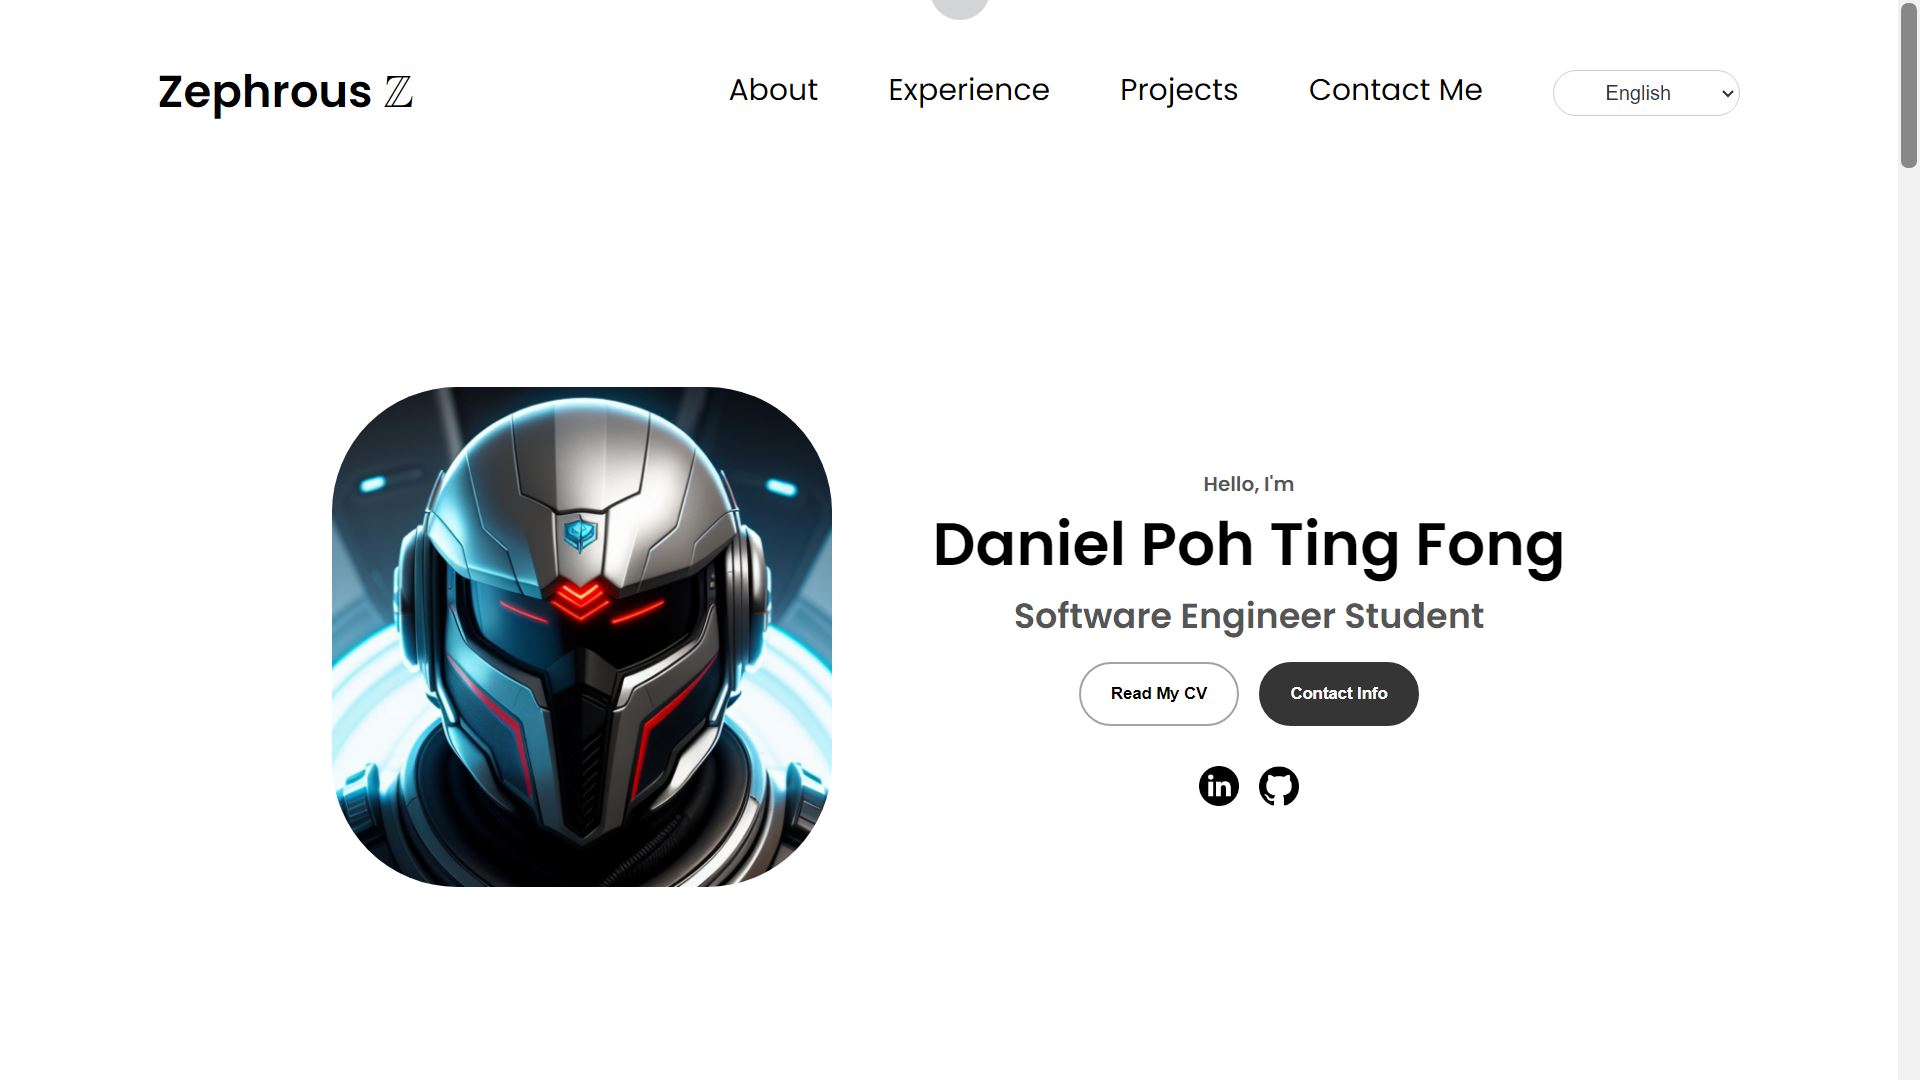 Zephrous ℤ
About Experience Projects Contact Me English
Hello, I'm
Daniel Poh Ting Fong
Software Engineer Student
Read My CV Contact Info
in